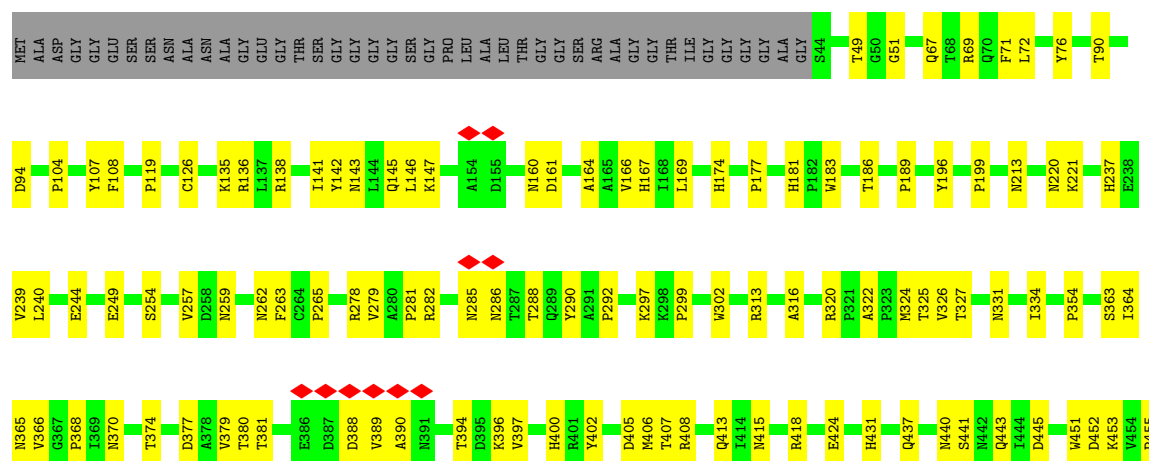 MET ALA ASP GLY GLY GLU SER SER ASN ALA ASN ALA GLY GLU GLY THR SER GLY GLY GLY GLY SER GLY PRO LEU ALA LEU THR GLY GLY SER ARG ALA GLY GLY THR ILE GLY GLY GLY GLY ALA GLY S44 T49 G50 G51 Q67 T68 R69 Q70 F71 L72 Y76 T90
D94 P104 Y107 F108 P119 C126 K135 R136 L137 R138 I141 Y142 N143 L144 Q145 L146 K147 A154 D155 N160 D161 A164 A165 V166 H167 I168 L169 H174 P177 H181 P182 W183 T186 P189 Y196 P199 N213 N220 K221 H237 E238
V239 L240 E244 E249 S254 V257 D258 N259 N262 F263 C264 P265 R278 V279 A280 P281 R282 N285 N286 T287 T288 Q289 Y290 A291 P292 K297 K298 P299 W302 R313 A316 R320 P321 A322 P323 M324 T325 V326 T327 N331 I334 P354 S363 I364
N365 V366 G367 P368 I369 N370 T374 D377 A378 V379 T380 T381 E386 D387 D388 V389 A390 N391 T394 D395 K396 V397 H400 R401 Y402 D405 M406 T407 R408 Q413 I414 N415 R418 E424 H431 Q437 N440 S441 N442 Q443 I444 D445 W451 D452 K453 V454